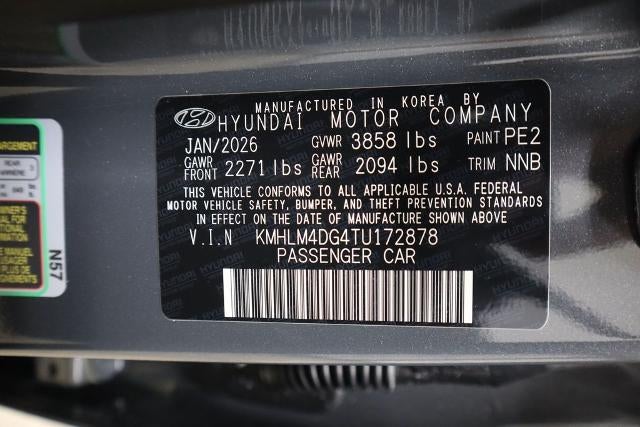 MANUFACTURED IN KOREA BY
HYUNDAI MOTOR COMPANY
JAN/2026 GVWR 3858 lbs PAINT PE2
GAWR FRONT 2271 lbs GAWR REAR 2094 lbs TRIM NNB
THIS VEHICLE CONFORMS TO ALL APPLICABLE U.S.A. FEDERAL
MOTOR VEHICLE SAFETY, BUMPER, AND THEFT PREVENTION STANDARDS
IN EFFECT ON THE DATE OF MANUFACTURE SHOWN ABOVE
V.I.N KMHLM4DG4TU172878
PASSENGER CAR
REAR
N57